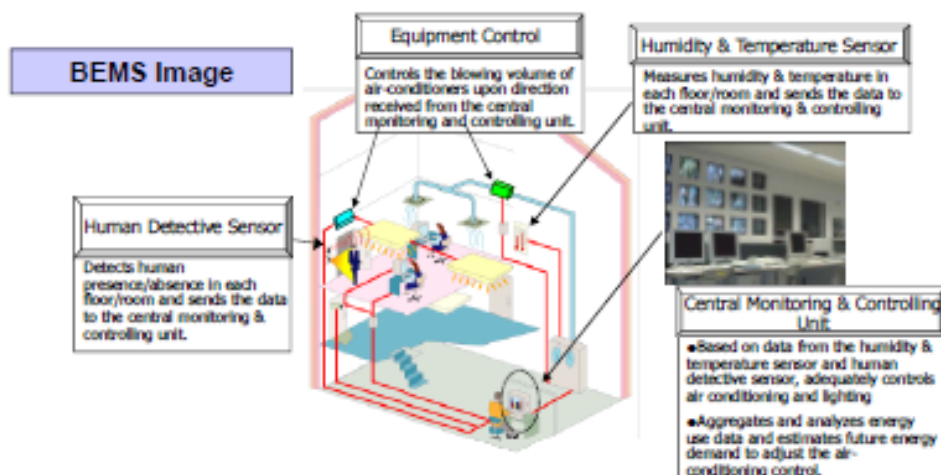 BEMS Image
Equipment Control
Controls the blowing volume of
air-conditioners upon direction
received from the central
monitoring and controlling unit.
Humidity & Temperature Sensor
Measures humidity & temperature in
each floor/room and sends the data to
the central monitoring & controlling
unit.
Human Detective Sensor
Detects human
presence/absence in each
floor/room and sends the data
to the central monitoring &
controlling unit.
Central Monitoring & Controlling
Unit
●Based on data from the humidity &
temperature sensor and human
detective sensor, adequately controls
air conditioning and lighting
●Aggregates and analyzes energy
use data and estimates future energy
demand to adjust the air-
conditioning control.